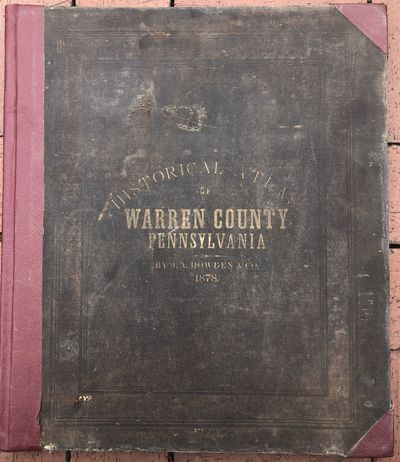 HISTORICAL ATLAS
OF
WARREN COUNTY
PENNSYLVANIA
BY J.A. HOWDEN & CO.
1878.